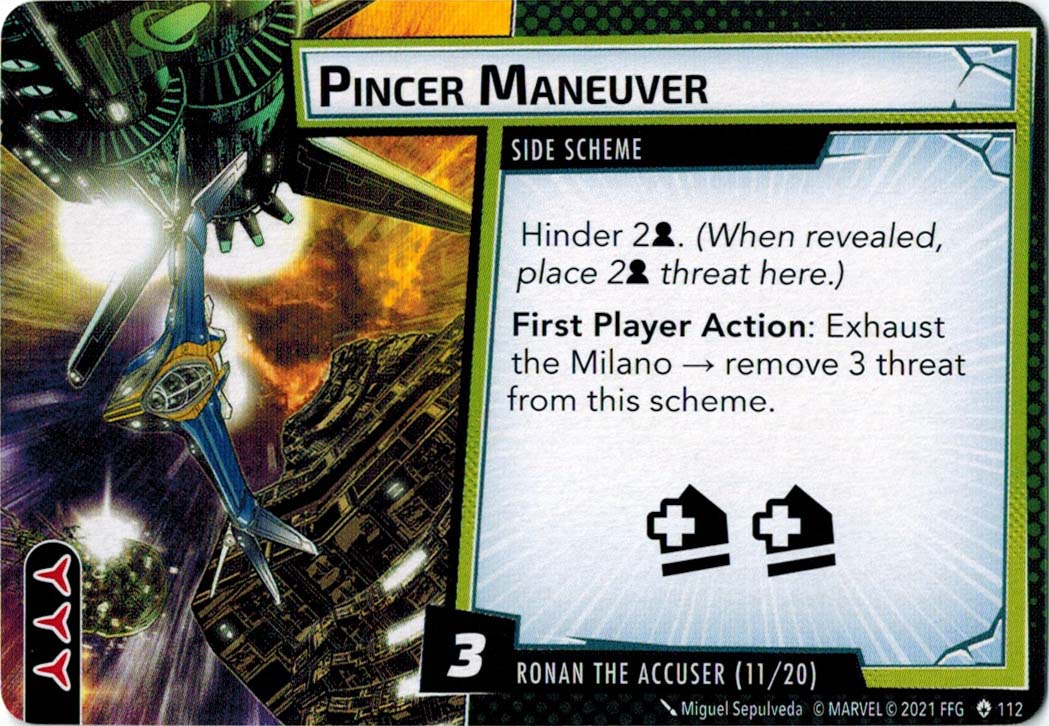 PINCER MANEUVER
SIDE SCHEME
Hinder 2. (When revealed,
place 2 threat here.)
First Player Action: Exhaust
the Milano → remove 3 threat
from this scheme.
3
RONAN THE ACCUSER (11/20)
Miguel Sepulveda © MARVEL © 2021 FFG 112